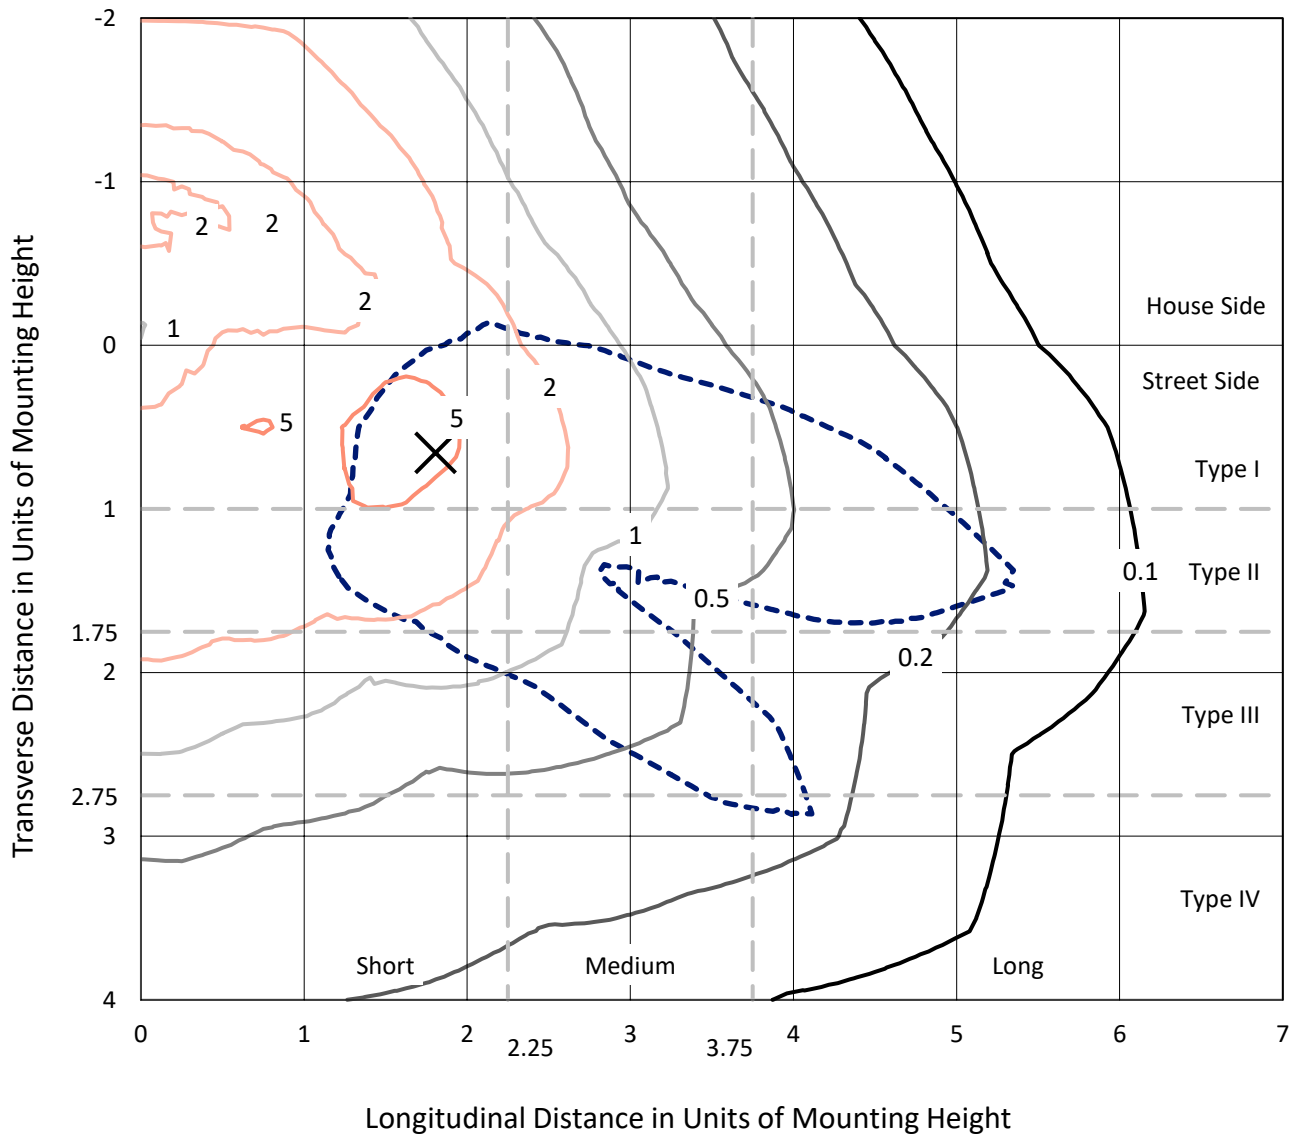 -2
-1
0
1
1.75
2
2.75
3
4
Transverse Distance in Units of Mounting Height
2
2
2
1
5
5
2
1
0.5
0.2
0.1
House Side
Street Side
Type I
Type II
Type III
Type IV
Short
Medium
Long
0
1
2
2.25
3
3.75
4
5
6
7
Longitudinal Distance in Units of Mounting Height